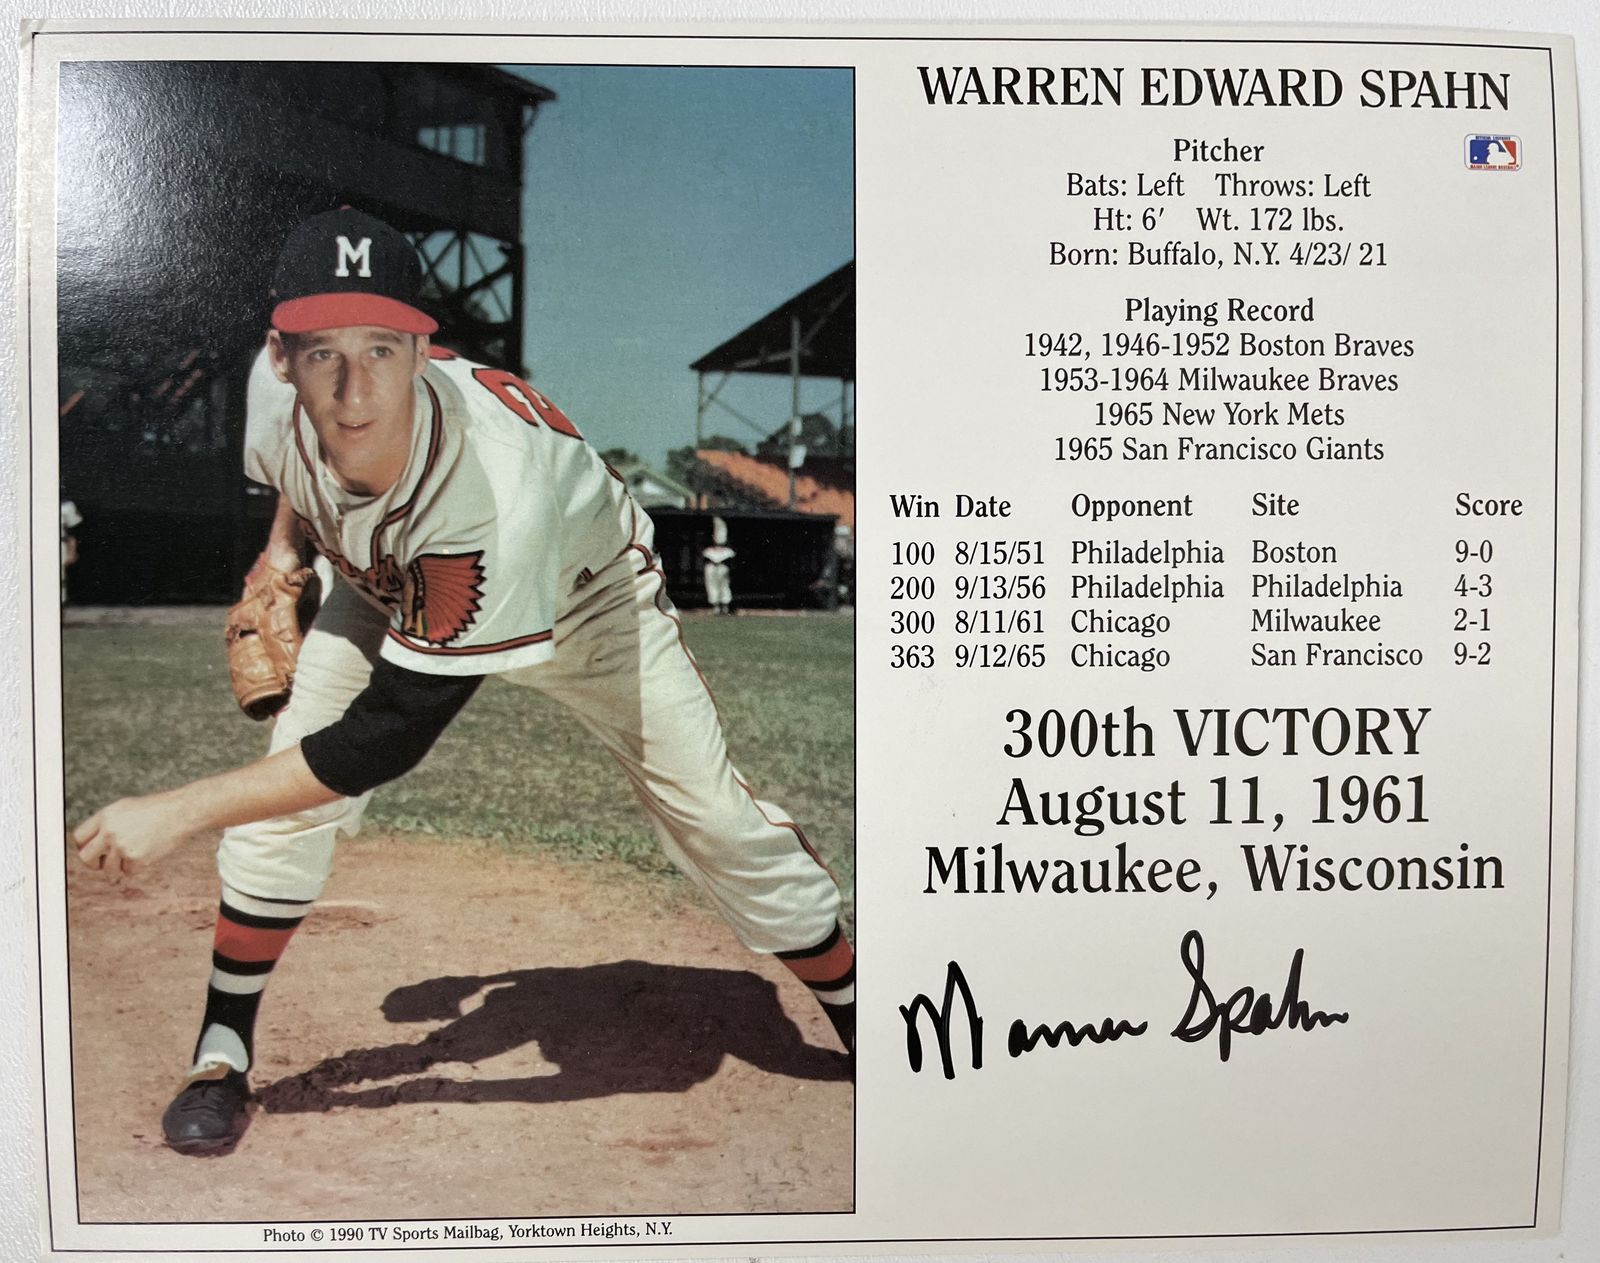 M
2
WARREN EDWARD SPAHN
Pitcher
Bats: Left Throws: Left
Ht: 6′ Wt. 172 lbs.
Born: Buffalo, N.Y. 4/23/ 21
Playing Record
1942, 1946-1952 Boston Braves
1953-1964 Milwaukee Braves
1965 New York Mets
1965 San Francisco Giants
Win Date Opponent Site Score
100 8/15/51 Philadelphia Boston 9-0
200 9/13/56 Philadelphia Philadelphia 4-3
300 8/11/61 Chicago Milwaukee 2-1
363 9/12/65 Chicago San Francisco 9-2
300th VICTORY
August 11, 1961
Milwaukee, Wisconsin
Warren Spahn
Photo © 1990 TV Sports Mailbag, Yorktown Heights, N.Y.